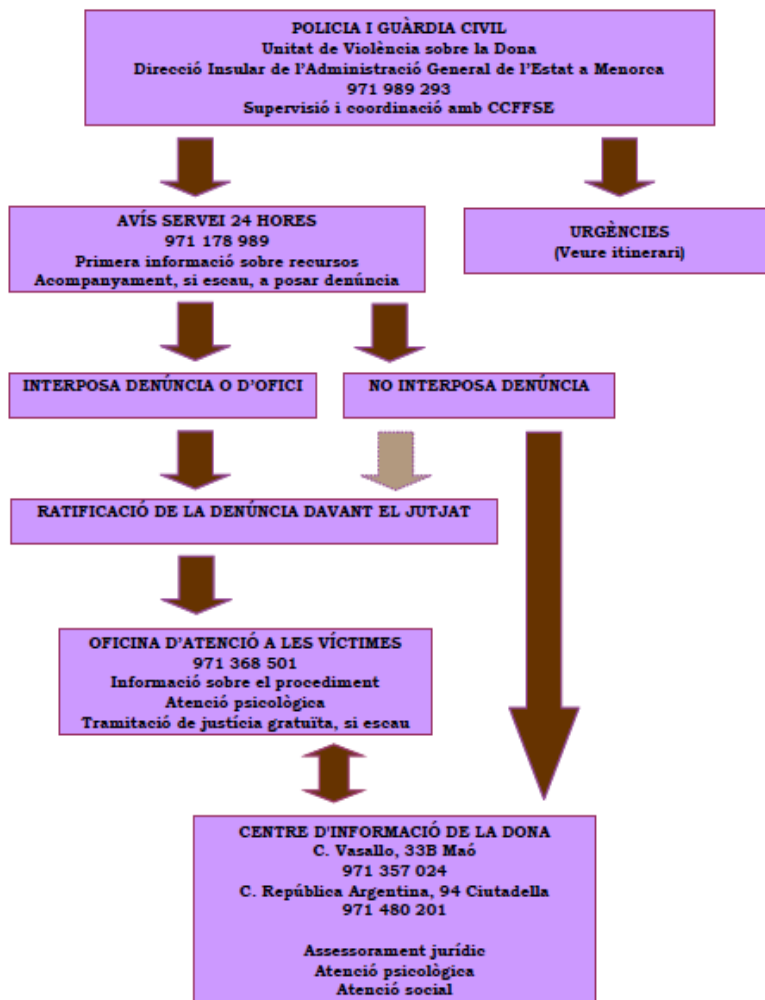 POLICIA I GUÀRDIA CIVIL
Unitat de Violència sobre la Dona
Direcció Insular de l'Administració General de l'Estat a Menorca
971 989 293
Supervisió i coordinació amb CCFFSE
AVÍS SERVEI 24 HORES
971 178 989
Primera informació sobre recursos
Acompanyament, si escau, a posar denúncia
URGÈNCIES
(Veure itinerari)
INTERPOSA DENÚNCIA O D'OFICI
NO INTERPOSA DENÚNCIA
RATIFICACIÓ DE LA DENÚNCIA DAVANT EL JUTJAT
OFICINA D'ATENCIÓ A LES VÍCTIMES
971 368 501
Informació sobre el procediment
Atenció psicològica
Tramitació de justícia gratuïta, si escau
CENTRE D'INFORMACIÓ DE LA DONA
C. Vasallo, 33B Maó
971 357 024
C. República Argentina, 94 Ciutadella
971 480 201
Assessorament jurídic
Atenció psicològica
Atenció social